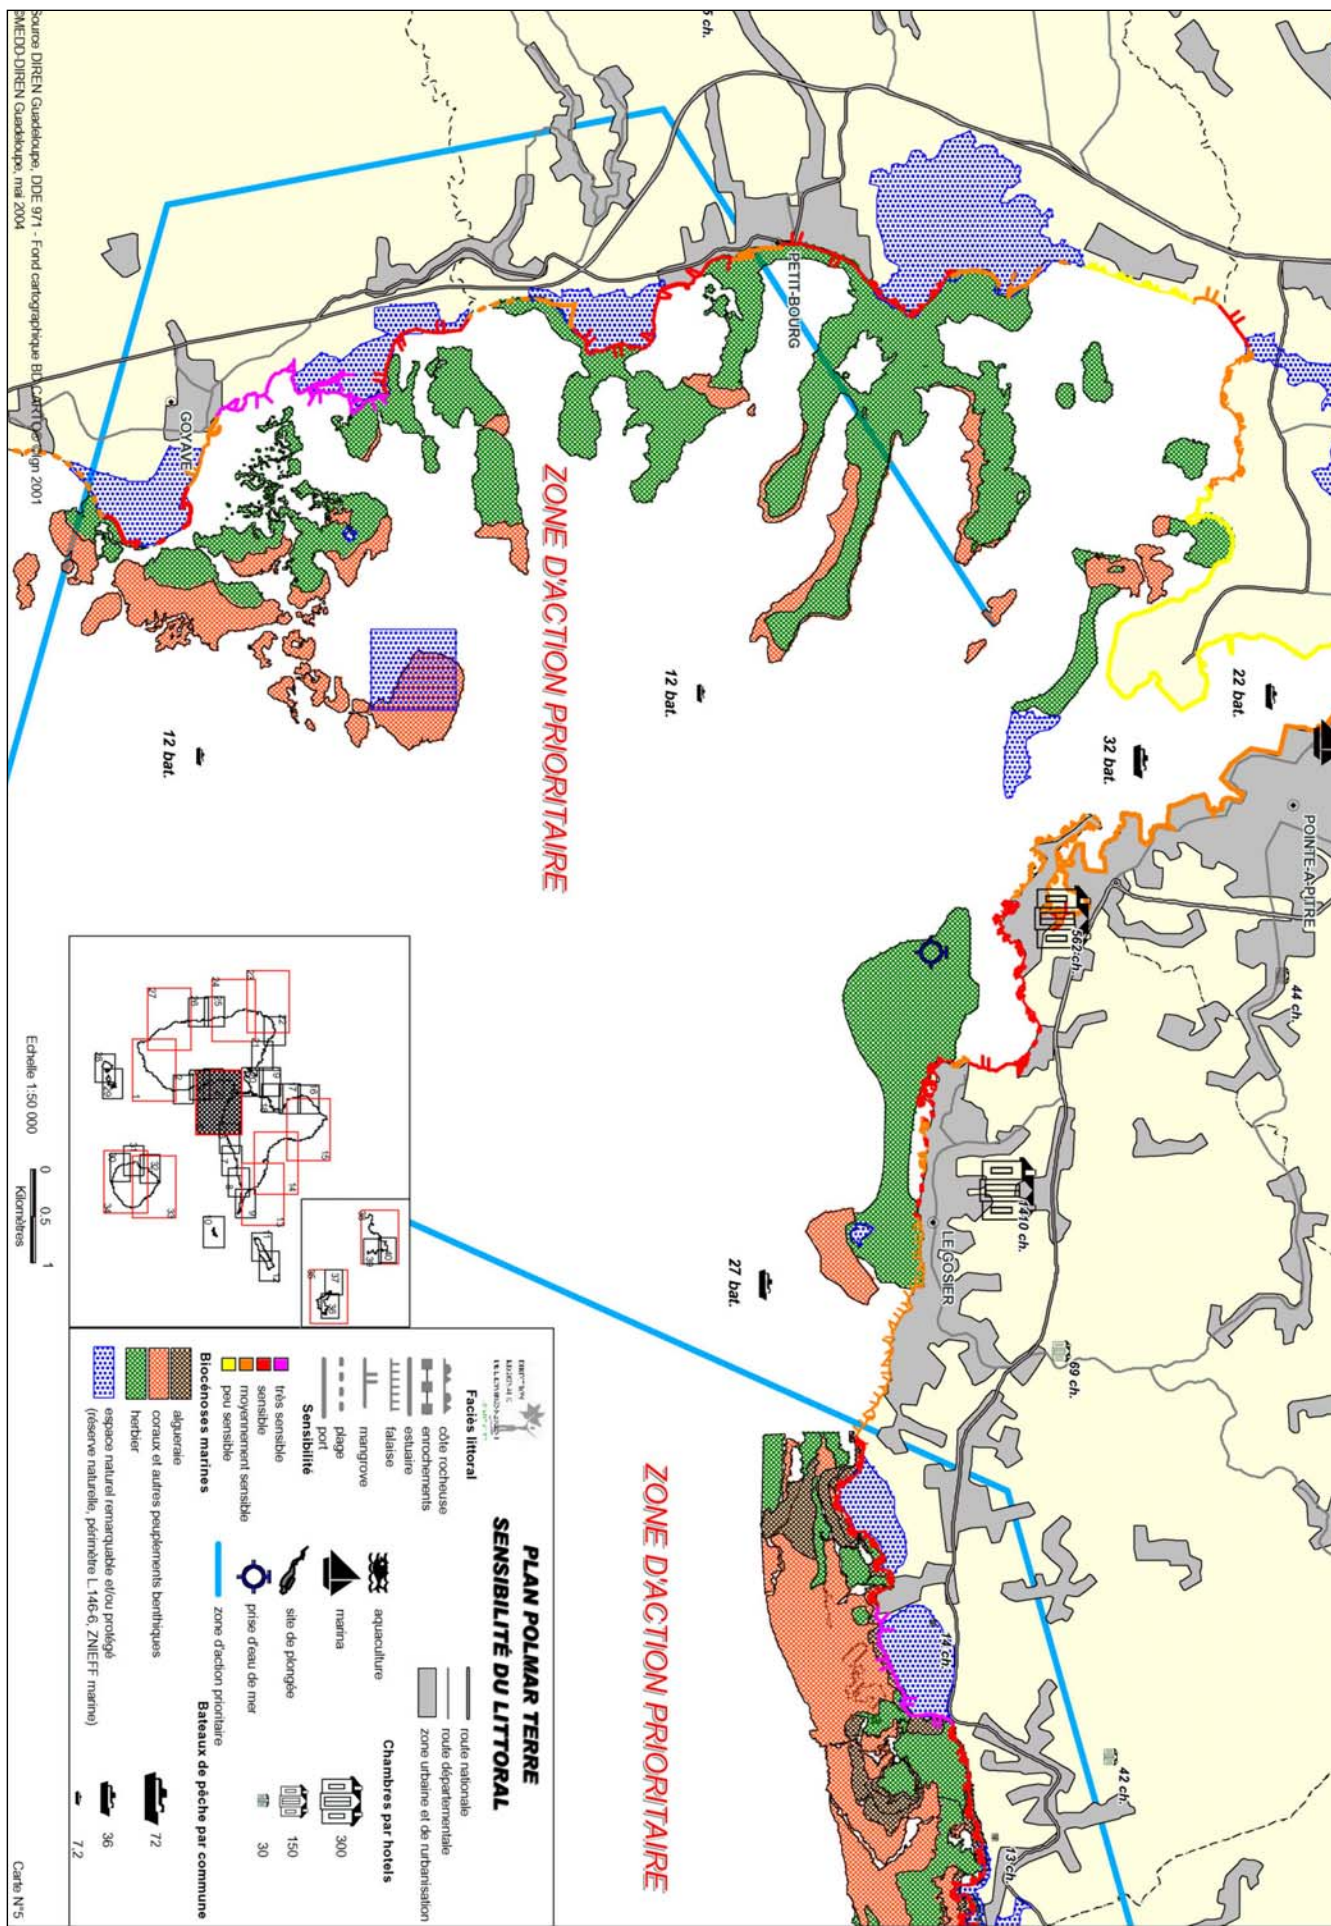 5 ch.
PETIT-BOURG
GOYAVE
POINTE-A-PITRE
LE GOSIER
ZONE D'ACTION PRIORITAIRE
ZONE D'ACTION PRIORITAIRE
22 bat.
32 bat.
12 bat.
12 bat.
27 bat.
562 ch.
44 ch.
1410 ch.
69 ch.
14 ch.
42 ch.
13 ch.
PLAN POLMAR TERRE
SENSIBILITÉ DU LITTORAL
Faciès littoral
côte rocheuse
enrochements
estuaire
falaise
mangrove
plage
port
Sensibilité
très sensible
sensible
moyennement sensible
peu sensible
Biocénoses marines
algueraie
coraux et autres peuplements benthiques
herbier
espace naturel remarquable et/ou protégé
(réserve naturelle, périmètre L.146-6, ZNIEFF marine)
aquaculture
marina
site de plongée
prise d'eau de mer
zone d'action prioritaire
route nationale
route départementale
zone urbaine et de rurbanisation
Chambres par hotels
300
150
30
Bateaux de pêche par commune
72
36
7,2
Echelle 1:50 000
0 0.5 1
Kilomètres
Carte N°5
Source DIREN Guadeloupe, DDE 971 - Fond cartographique BD CARTO © ign 2001
©MEDD-DIREN Guadeloupe, mai 2004